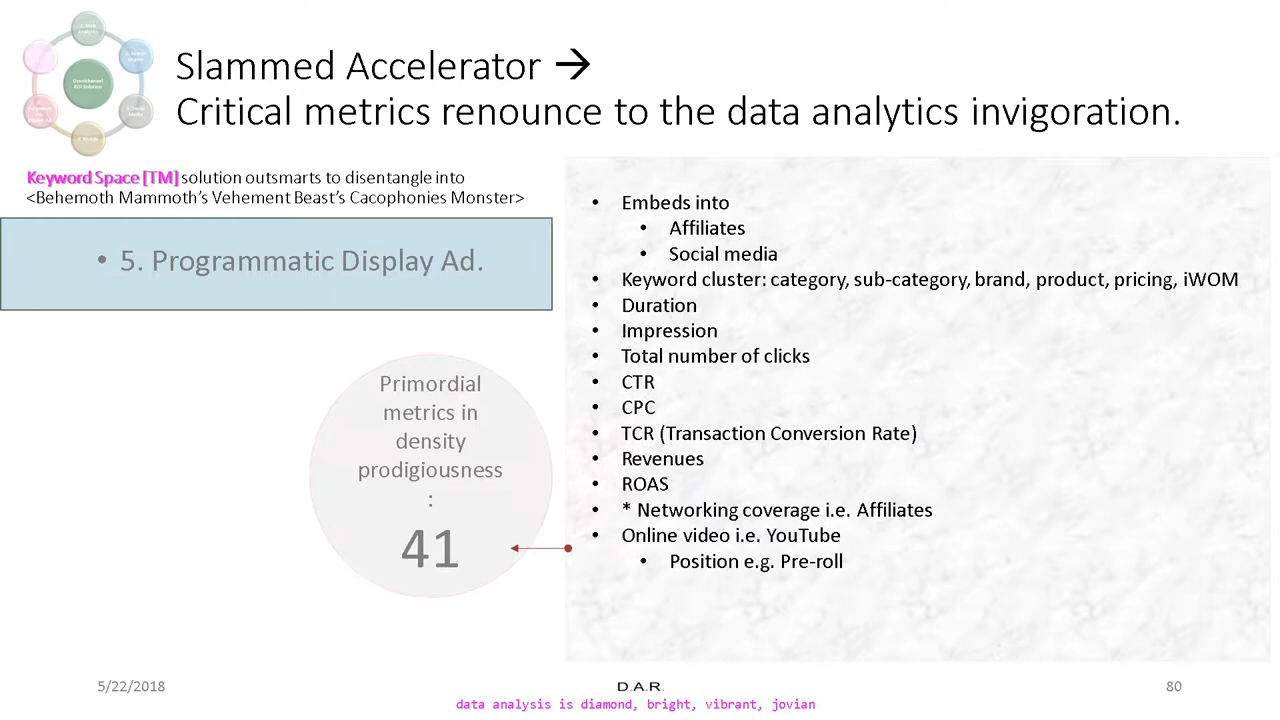 Slammed Accelerator →
Critical metrics renounce to the data analytics invigoration.
Keyword Space [TM] solution outsmarts to disentangle into
<Behemoth Mammoth's Vehement Beast's Cacophonies Monster>
• 5. Programmatic Display Ad.
Primordial
metrics in
density
prodigiousness
:
41
• Embeds into
• Affiliates
• Social media
• Keyword cluster: category, sub-category, brand, product, pricing, iWOM
• Duration
• Impression
• Total number of clicks
• CTR
• CPC
• TCR (Transaction Conversion Rate)
• Revenues
• ROAS
• * Networking coverage i.e. Affiliates
• Online video i.e. YouTube
• Position e.g. Pre-roll
5/22/2018
D.A.R.
80
data analysis is diamond, bright, vibrant, jovian